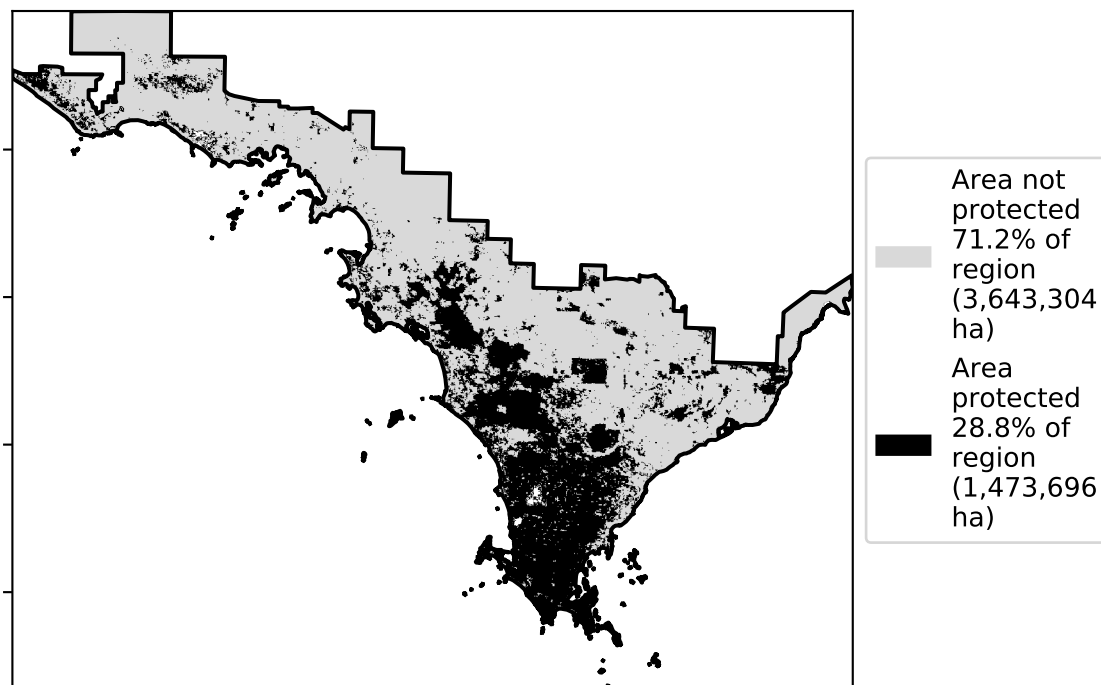 Area not
protected
71.2% of
region
(3,643,304
ha)
Area
protected
28.8% of
region
(1,473,696
ha)